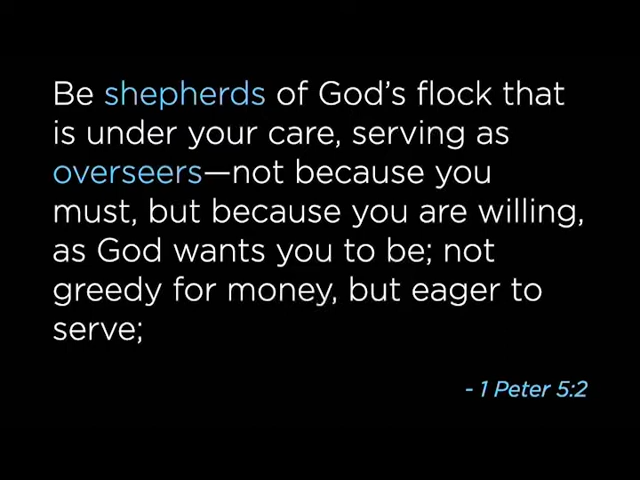 Be shepherds of God’s flock that
is under your care, serving as
overseers—not because you
must, but because you are willing,
as God wants you to be; not
greedy for money, but eager to
serve;
- 1 Peter 5:2